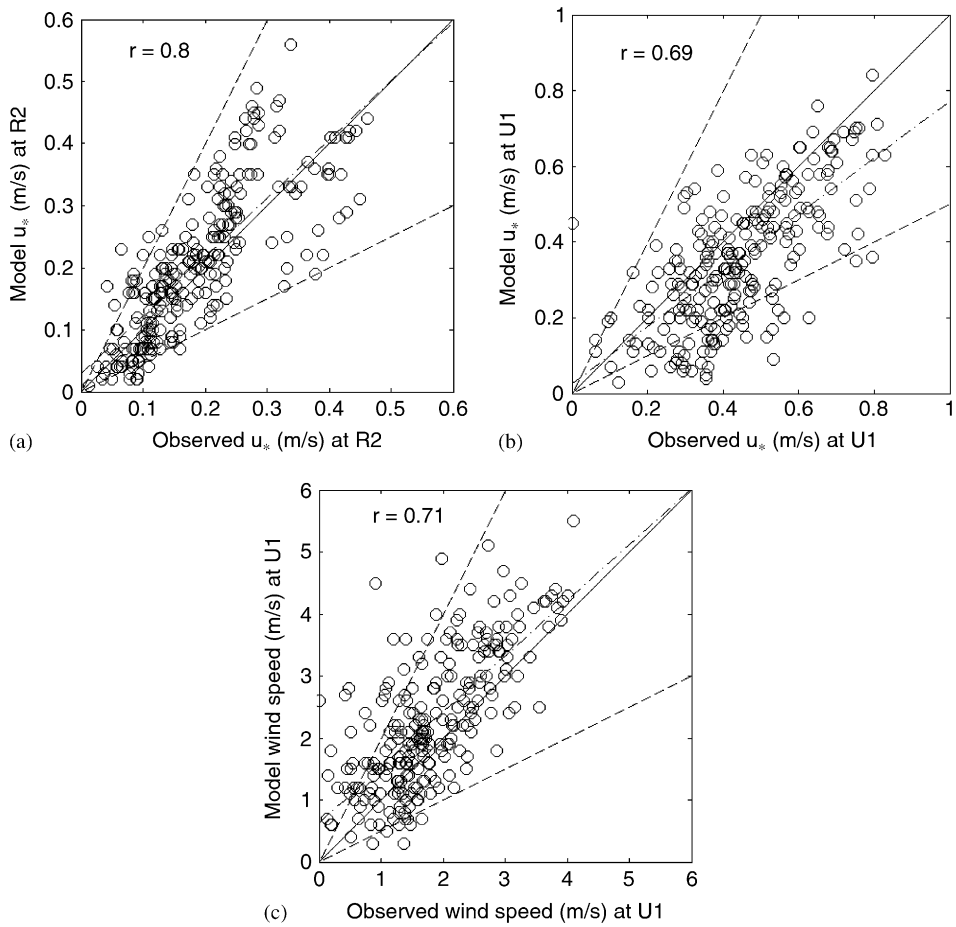 r = 0.8
Model u* (m/s) at R2
0.6
0.5
0.4
0.3
0.2
0.1
0
0 0.1 0.2 0.3 0.4 0.5 0.6
(a) Observed u* (m/s) at R2
r = 0.69
Model u* (m/s) at U1
1
0.8
0.6
0.4
0.2
0
0 0.2 0.4 0.6 0.8 1
(b) Observed u* (m/s) at U1
r = 0.71
Model wind speed (m/s) at U1
6
5
4
3
2
1
0
0 1 2 3 4 5 6
(c) Observed wind speed (m/s) at U1